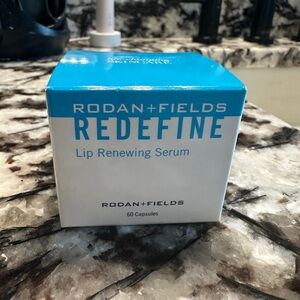 RODAN+FIELDS
REDEFINE
Lip Renewing Serum
RODAN+FIELDS
60 Capsules